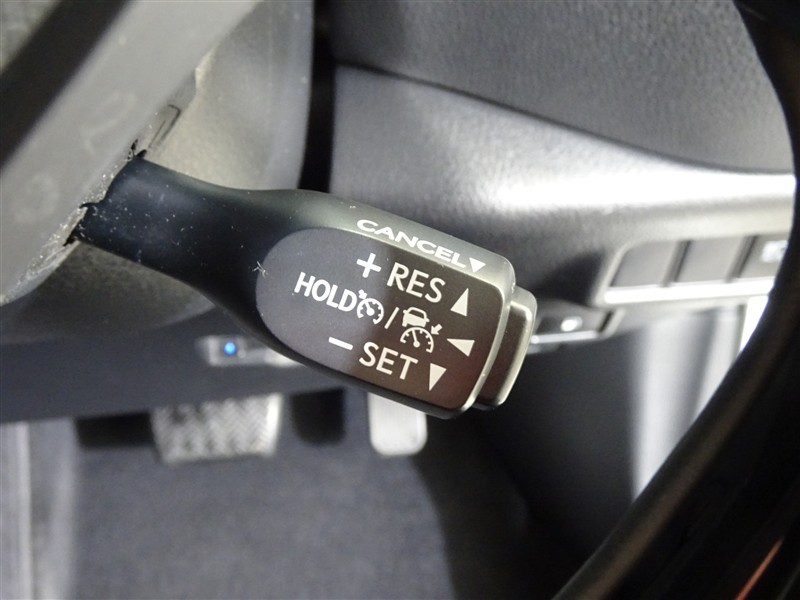 CANCEL▼
+ RES ▲
HOLD / ◀
− SET ▼